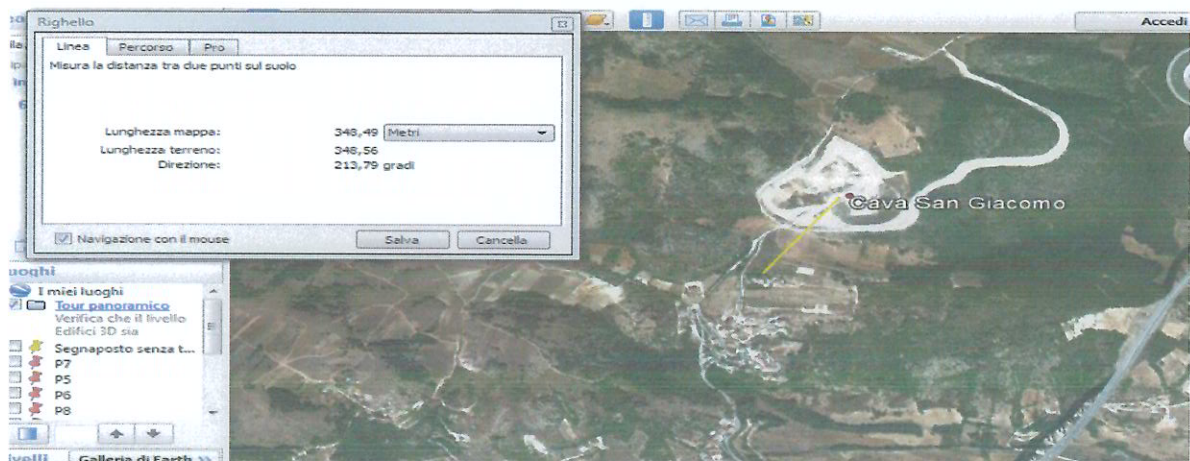 Righello
Accedi
Linea Percorso Pro
Misura la distanza tra due punti sul suolo
Lunghezza mappa: 348,49 Metri
Lunghezza terreno: 348,56
Direzione: 213,79 gradi
Navigazione con il mouse Salva Cancella
Cava San Giacomo
luoghi
I miei luoghi
Tour panoramico
Verifica che il livello
Edifici 3D sia
Segnaposto senza t...
P7
P5
P6
P8
Galleria di Earth >>